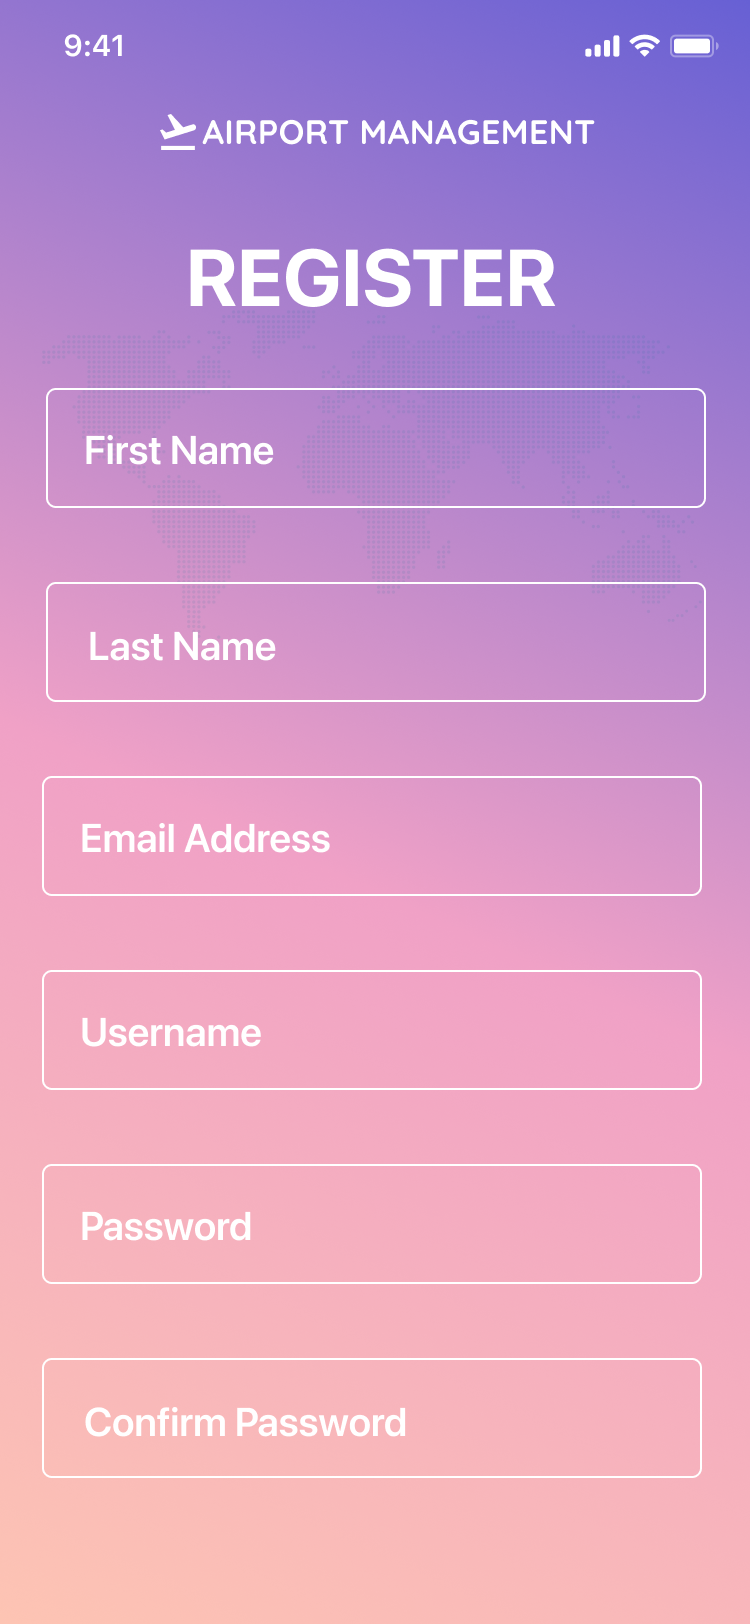 9:41
AIRPORT MANAGEMENT
REGISTER
First Name
Last Name
Email Address
Username
Password
Confirm Password